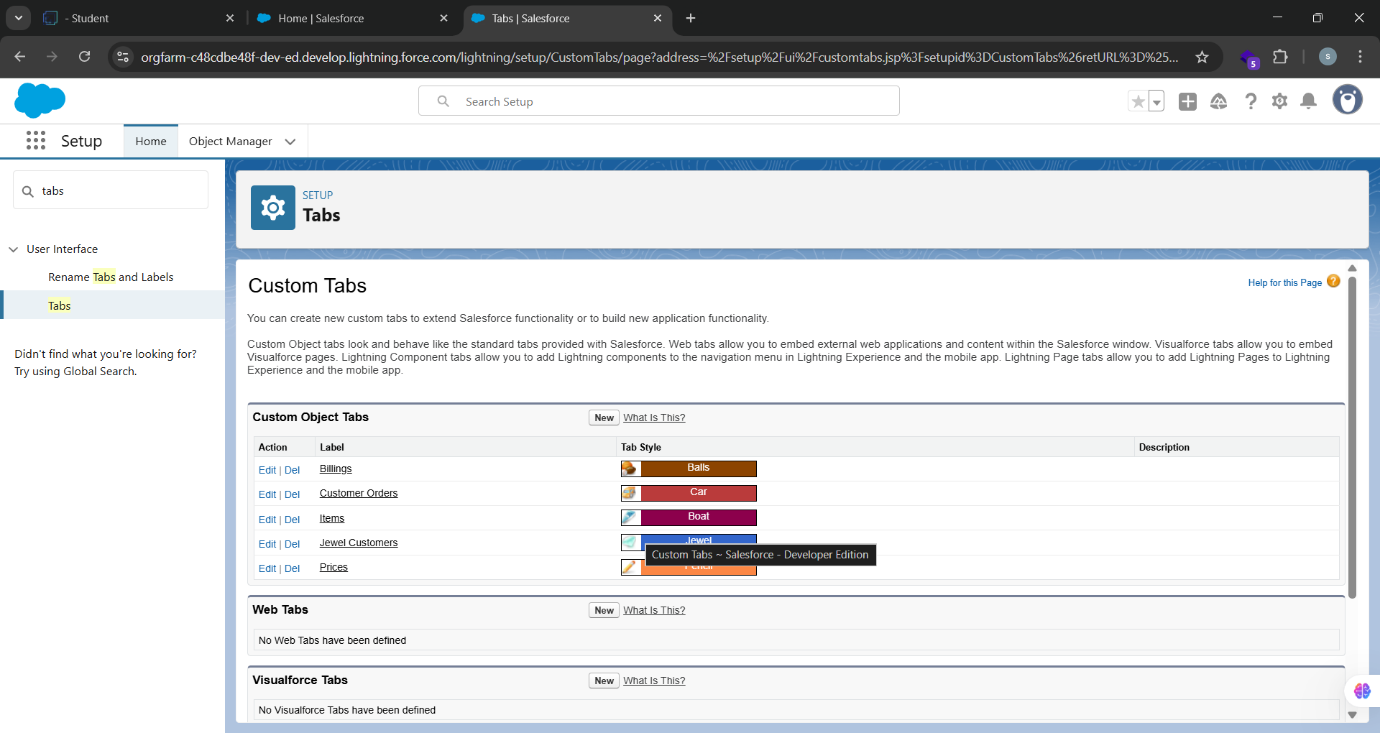 - Student
Home | Salesforce
Tabs | Salesforce
orgfarm-c48cdbe48f-dev-ed.develop.lightning.force.com/lightning/setup/CustomTabs/page?address=%2Fsetup%2Fui%2Fcustomtabs.jsp%3Fsetupid%3DCustomTabs%26retURL%3D%25...
5
S
Search Setup
Setup
Home
Object Manager
tabs
User Interface
Rename Tabs and Labels
Tabs
Didn't find what you're looking for?
Try using Global Search.
SETUP
Tabs
Custom Tabs
Help for this Page
You can create new custom tabs to extend Salesforce functionality or to build new application functionality.
Custom Object tabs look and behave like the standard tabs provided with Salesforce. Web tabs allow you to embed external web applications and content within the Salesforce window. Visualforce tabs allow you to embed
Visualforce pages. Lightning Component tabs allow you to add Lightning components to the navigation menu in Lightning Experience and the mobile app. Lightning Page tabs allow you to add Lightning Pages to Lightning
Experience and the mobile app.
Custom Object Tabs New What Is This?
Action Label Tab Style Description
Edit | Del Billings Balls
Edit | Del Customer Orders Car
Edit | Del Items Boat
Edit | Del Jewel Customers Jewel
Custom Tabs ~ Salesforce - Developer Edition
Edit | Del Prices Pencil
Web Tabs New What Is This?
No Web Tabs have been defined
Visualforce Tabs New What Is This?
No Visualforce Tabs have been defined